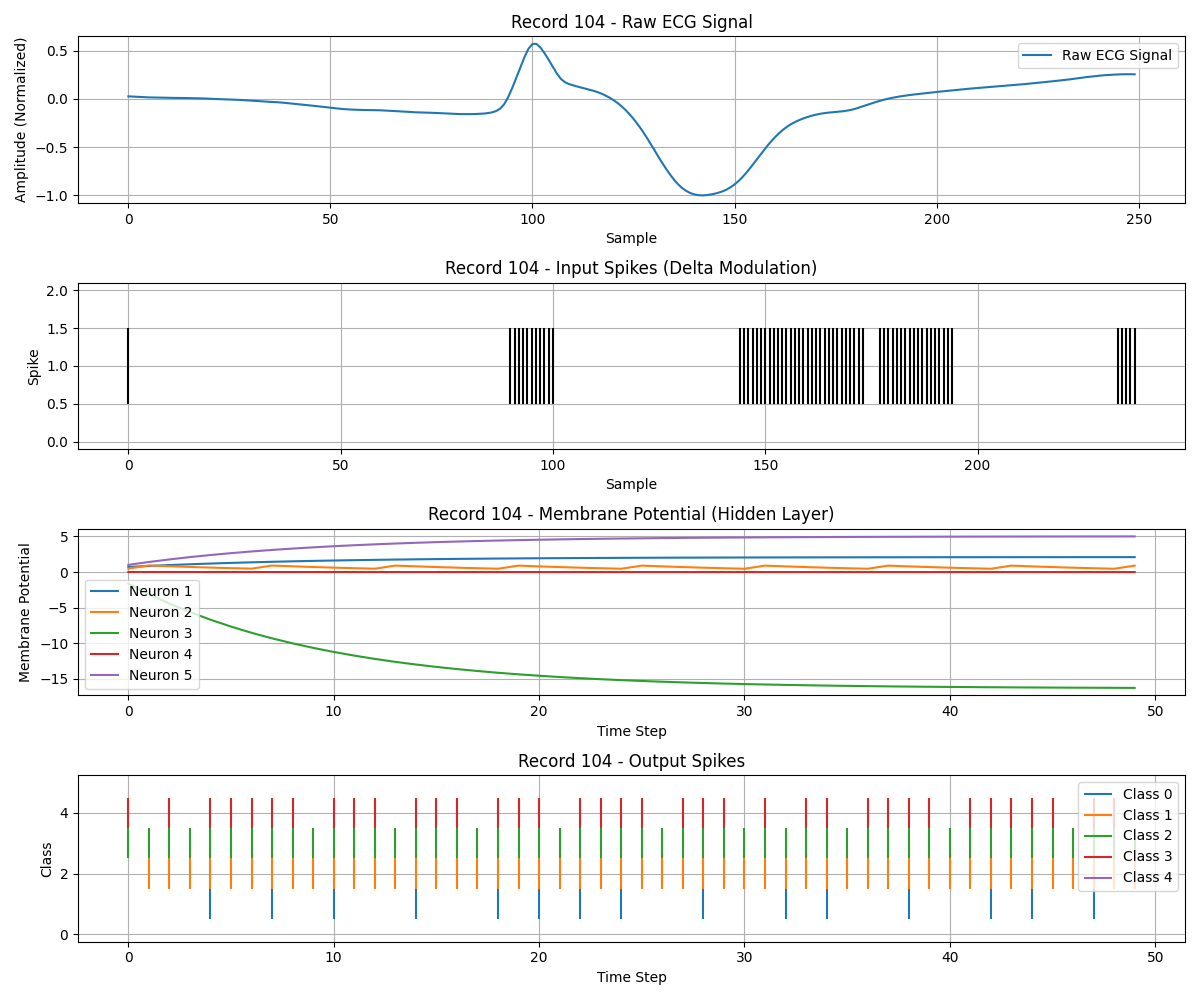 Record 104 - Raw ECG Signal
Amplitude (Normalized)
0.5
0.0
−0.5
−1.0
Raw ECG Signal
0 50 100 150 200 250
Sample
Record 104 - Input Spikes (Delta Modulation)
Spike
2.0
1.5
1.0
0.5
0.0
0 50 100 150 200
Sample
Record 104 - Membrane Potential (Hidden Layer)
Membrane Potential
5
0
−5
−10
−15
Neuron 1
Neuron 2
Neuron 3
Neuron 4
Neuron 5
0 10 20 30 40 50
Time Step
Record 104 - Output Spikes
Class
4
2
0
Class 0
Class 1
Class 2
Class 3
Class 4
0 10 20 30 40 50
Time Step